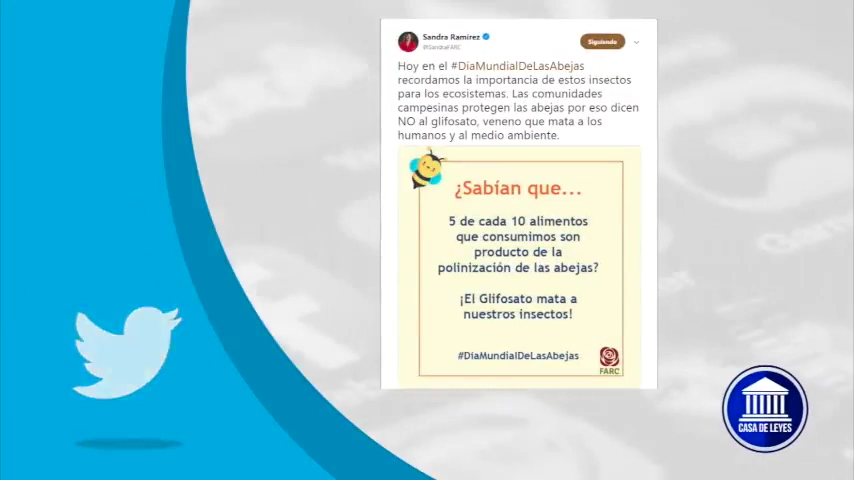 Sandra Ramírez
@SandraFARC
Siguiendo
Hoy en el #DiaMundialDeLasAbejas
recordamos la importancia de estos insectos
para los ecosistemas. Las comunidades
campesinas protegen las abejas por eso dicen
NO al glifosato, veneno que mata a los
humanos y al medio ambiente.
¿Sabían que...
5 de cada 10 alimentos
que consumimos son
producto de la
polinización de las abejas?
¡El Glifosato mata a
nuestros insectos!
#DiaMundialDeLasAbejas
FARC
CASA DE LEYES